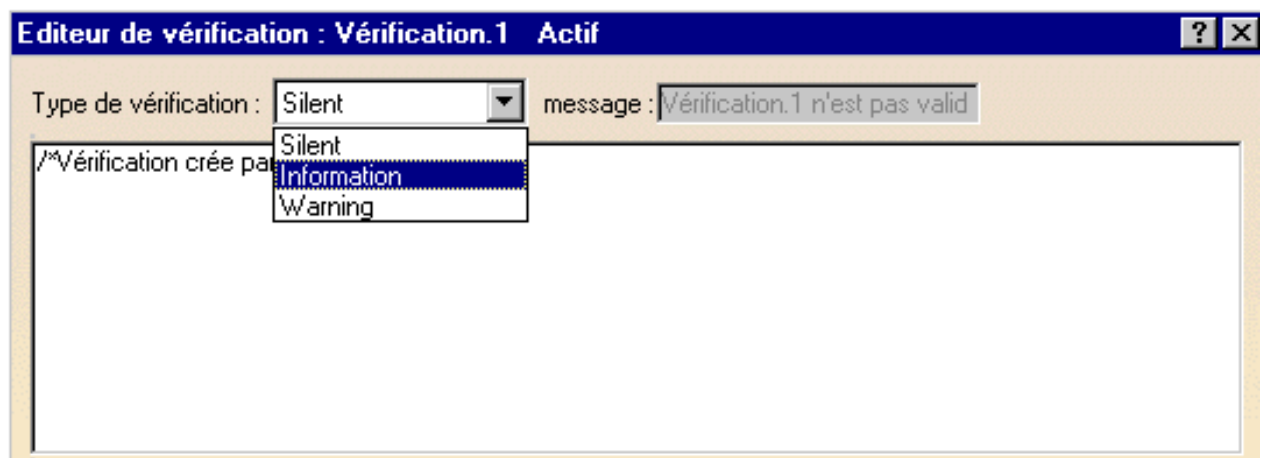 Editeur de vérification : Vérification.1 Actif
Type de vérification : Silent message : Vérification.1 n'est pas valid
Silent
/*Vérification crée
Information
Warning